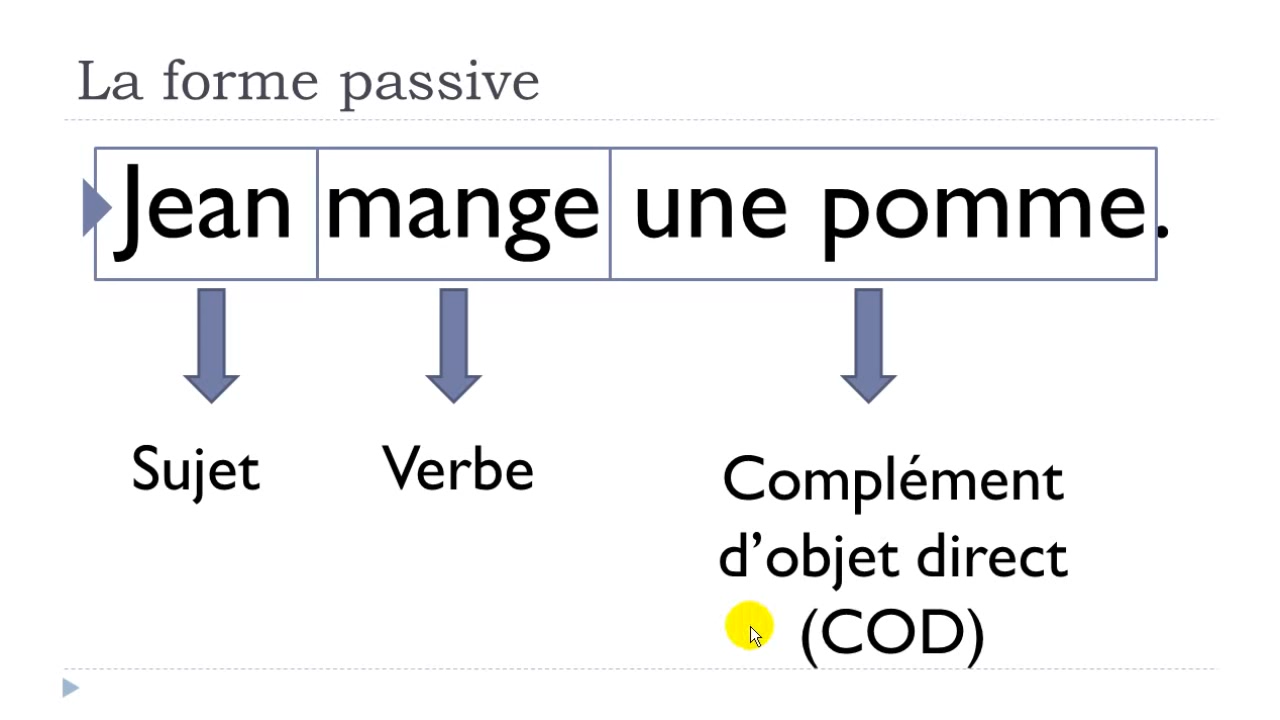 La forme passive
Jean mange une pomme.
Sujet
Verbe
Complément
d’objet direct
(COD)